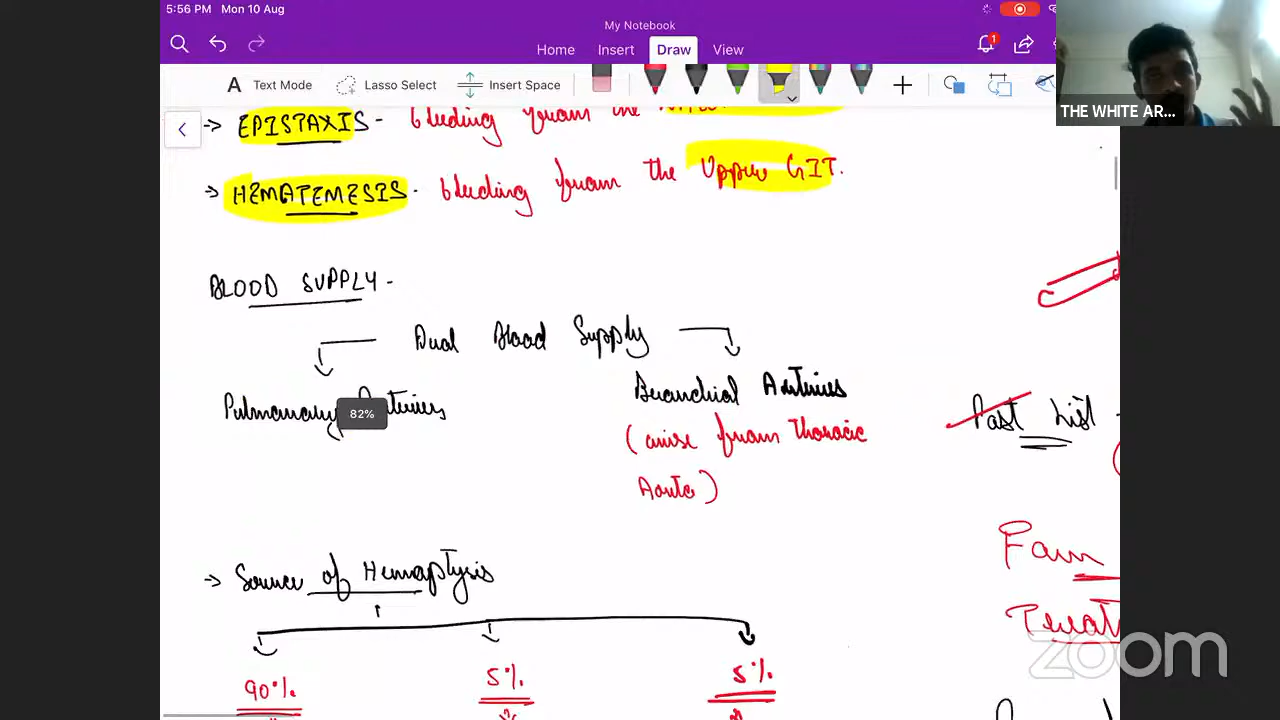 5:56 PM Mon 10 Aug
My Notebook
Home Insert Draw View
1
THE WHITE AR...
A Text Mode Lasso Select Insert Space
→ EPISTAXIS - bleeding from the
→ HEMATEMESIS - bleeding from the Upper GIT.
BLOOD SUPPLY -
Dual Blood Supply
Pulmonary Arteries
82%
Bronchial Arteries
(arise from Thoracic
Aorta)
Past List -
Fam
Treat
→ Source of Hemoptysis
90% 5% 5%
zoom